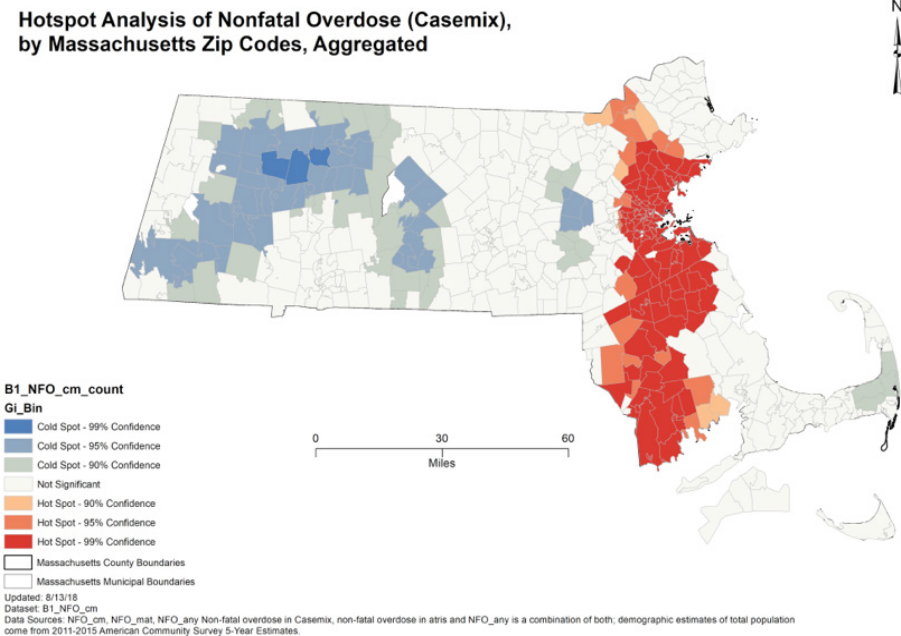 Hotspot Analysis of Nonfatal Overdose (Casemix),
by Massachusetts Zip Codes, Aggregated
N
B1_NFO_cm_count
Gi_Bin
Cold Spot - 99% Confidence
Cold Spot - 95% Confidence
Cold Spot - 90% Confidence
Not Significant
Hot Spot - 90% Confidence
Hot Spot - 95% Confidence
Hot Spot - 99% Confidence
Massachusetts County Boundaries
Massachusetts Municipal Boundaries
0 30 60
Miles
Updated: 8/13/18
Dataset: B1_NFO_cm
Data Sources: NFO_cm, NFO_mat, NFO_any Non-fatal overdose in Casemix, non-fatal overdose in atris and NFO_any is a combination of both; demographic estimates of total population
come from 2011-2015 American Community Survey 5-Year Estimates.